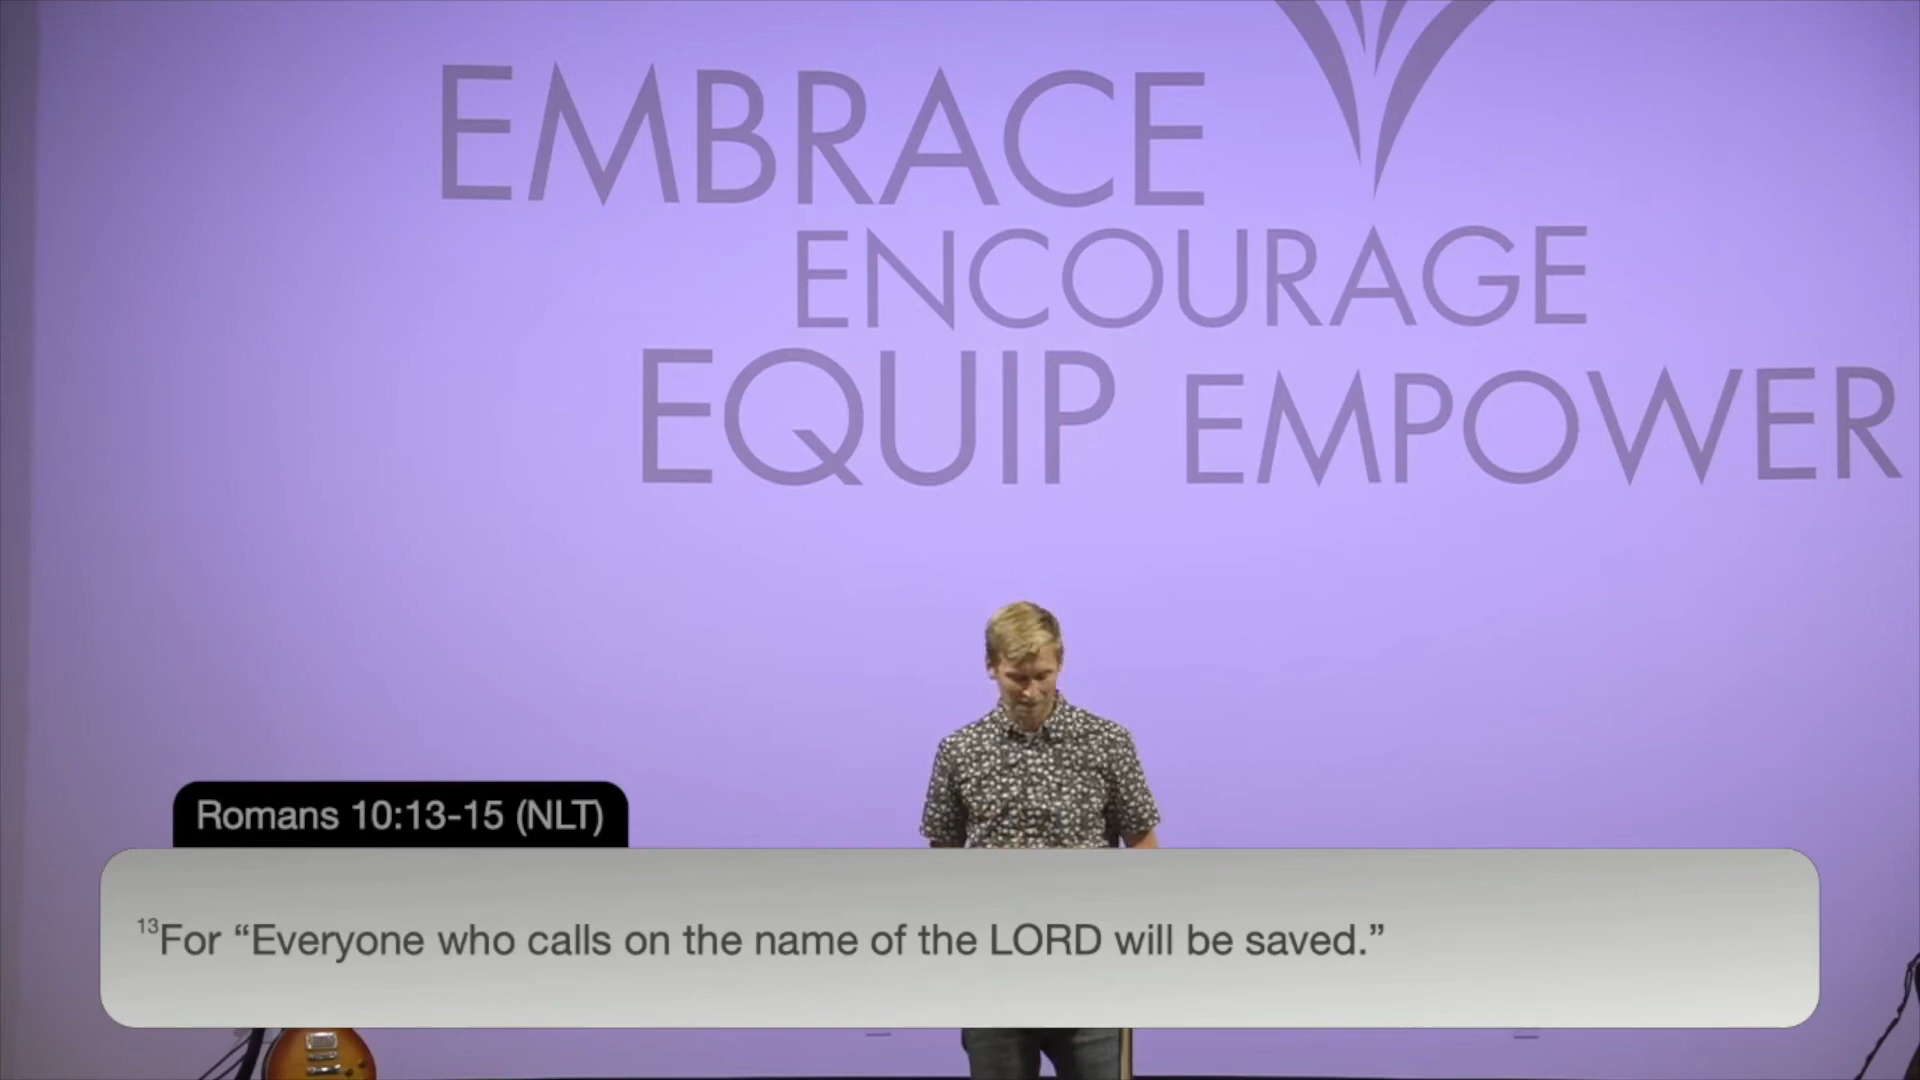 EMBRACE
ENCOURAGE
EQUIP EMPOWER
Romans 10:13-15 (NLT)
13For “Everyone who calls on the name of the LORD will be saved.”